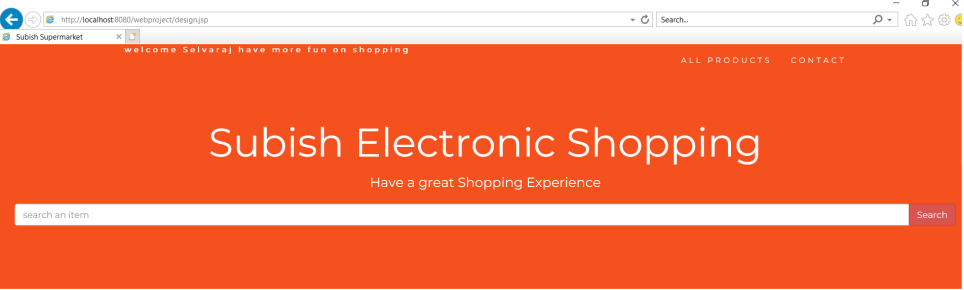 http://localhost:8080/webproject/design.jsp
Search...
Subish Supermarket
welcome Selvaraj have more fun on shopping
ALL PRODUCTS CONTACT
Subish Electronic Shopping
Have a great Shopping Experience
search an item
Search